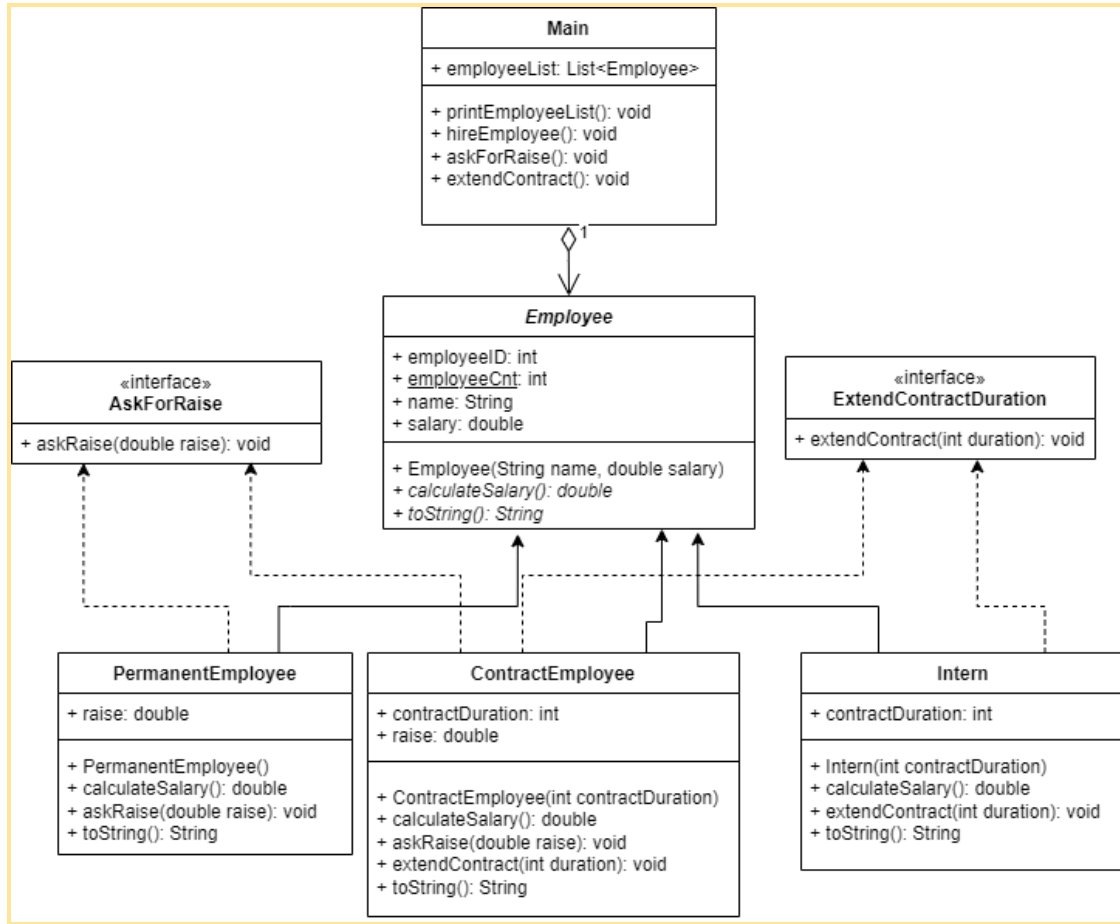 Main
+ employeeList: List<Employee>
+ printEmployeeList(): void
+ hireEmployee(): void
+ askForRaise(): void
+ extendContract(): void
1
Employee
+ employeeID: int
+ employeeCnt: int
+ name: String
+ salary: double
+ Employee(String name, double salary)
+ calculateSalary(): double
+ toString(): String
«interface»
AskForRaise
+ askRaise(double raise): void
«interface»
ExtendContractDuration
+ extendContract(int duration): void
PermanentEmployee
+ raise: double
+ PermanentEmployee()
+ calculateSalary(): double
+ askRaise(double raise): void
+ toString(): String
ContractEmployee
+ contractDuration: int
+ raise: double
+ ContractEmployee(int contractDuration)
+ calculateSalary(): double
+ askRaise(double raise): void
+ extendContract(int duration): void
+ toString(): String
Intern
+ contractDuration: int
+ Intern(int contractDuration)
+ calculateSalary(): double
+ extendContract(int duration): void
+ toString(): String